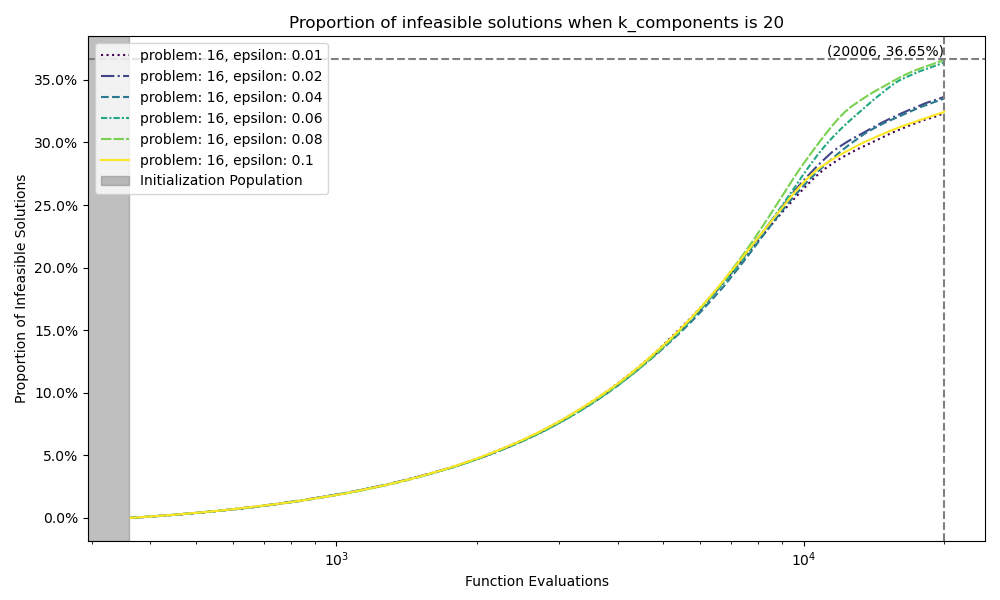 Proportion of infeasible solutions when k_components is 20
(20006, 36.65%)
problem: 16, epsilon: 0.01
problem: 16, epsilon: 0.02
problem: 16, epsilon: 0.04
problem: 16, epsilon: 0.06
problem: 16, epsilon: 0.08
problem: 16, epsilon: 0.1
Initialization Population
Proportion of Infeasible Solutions
35.0%
30.0%
25.0%
20.0%
15.0%
10.0%
5.0%
0.0%
10³ 10⁴
Function Evaluations